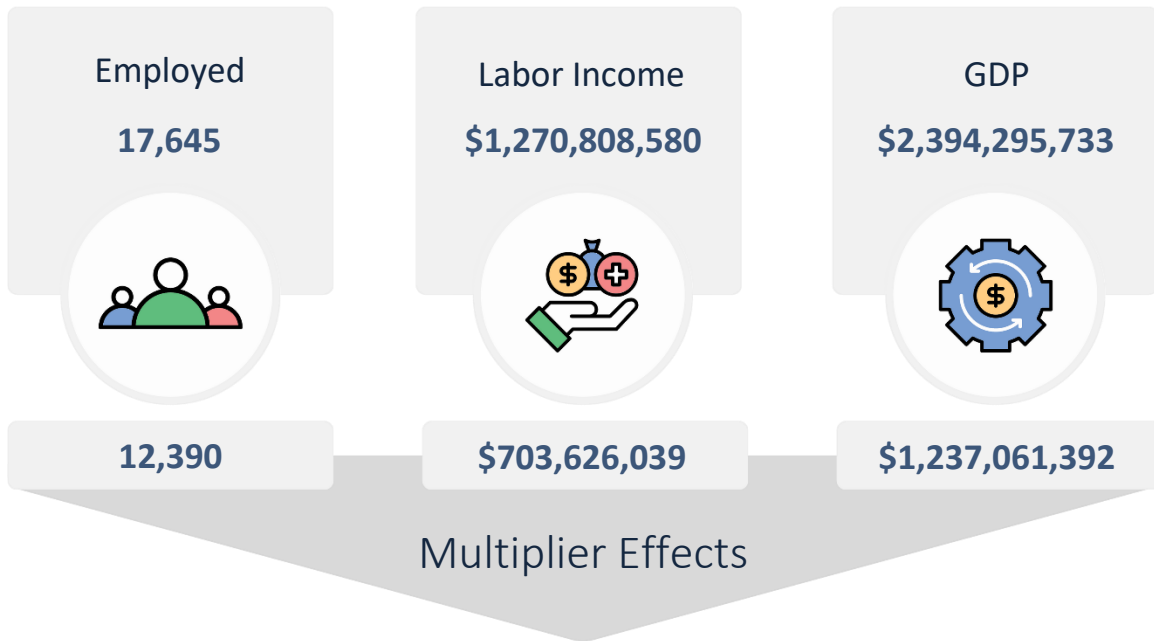 Employed
17,645
Labor Income
$1,270,808,580
GDP
$2,394,295,733
$
$
12,390
$703,626,039
$1,237,061,392
Multiplier Effects